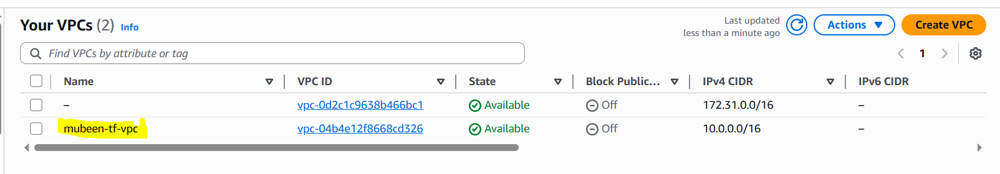 Your VPCs (2) Info
Last updated
less than a minute ago
Actions
Create VPC
Find VPCs by attribute or tag
1
Name VPC ID State Block Public... IPv4 CIDR IPv6 CIDR
– vpc-0d2c1c9638b466bc1 Available Off 172.31.0.0/16 –
mubeen-tf-vpc vpc-04b4e12f8668cd326 Available Off 10.0.0.0/16 –